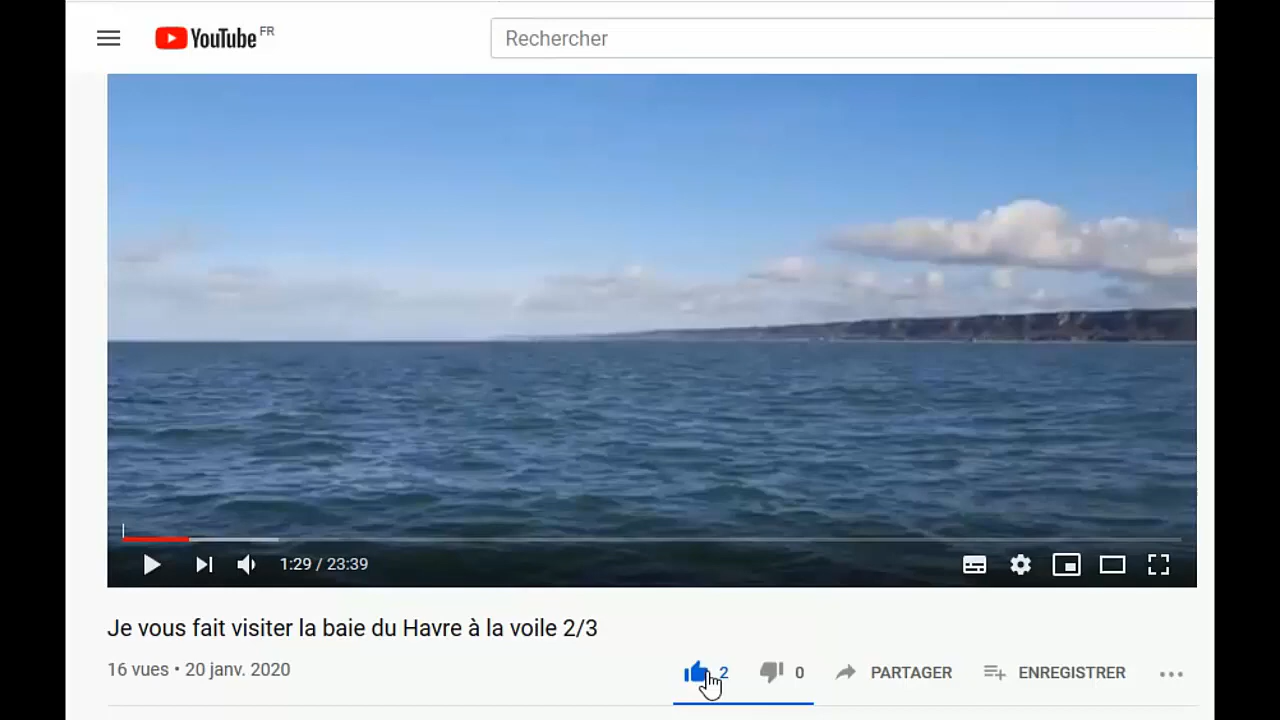 YouTube FR
Rechercher
1:29 / 23:39
Je vous fait visiter la baie du Havre à la voile 2/3
16 vues • 20 janv. 2020
2
0
PARTAGER
ENREGISTRER